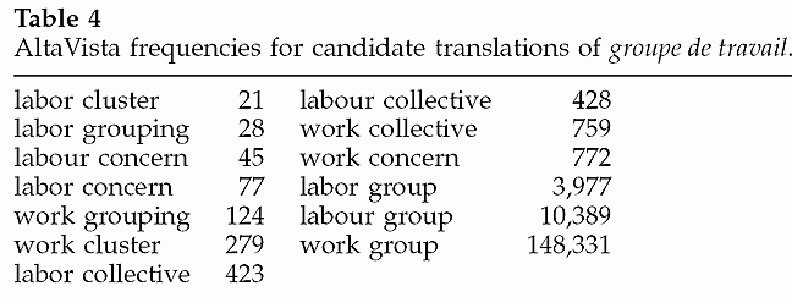 Table 4
AltaVista frequencies for candidate translations of groupe de travail.
labor cluster 21 labour collective 428
labor grouping 28 work collective 759
labour concern 45 work concern 772
labor concern 77 labor group 3,977
work grouping 124 labour group 10,389
work cluster 279 work group 148,331
labor collective 423